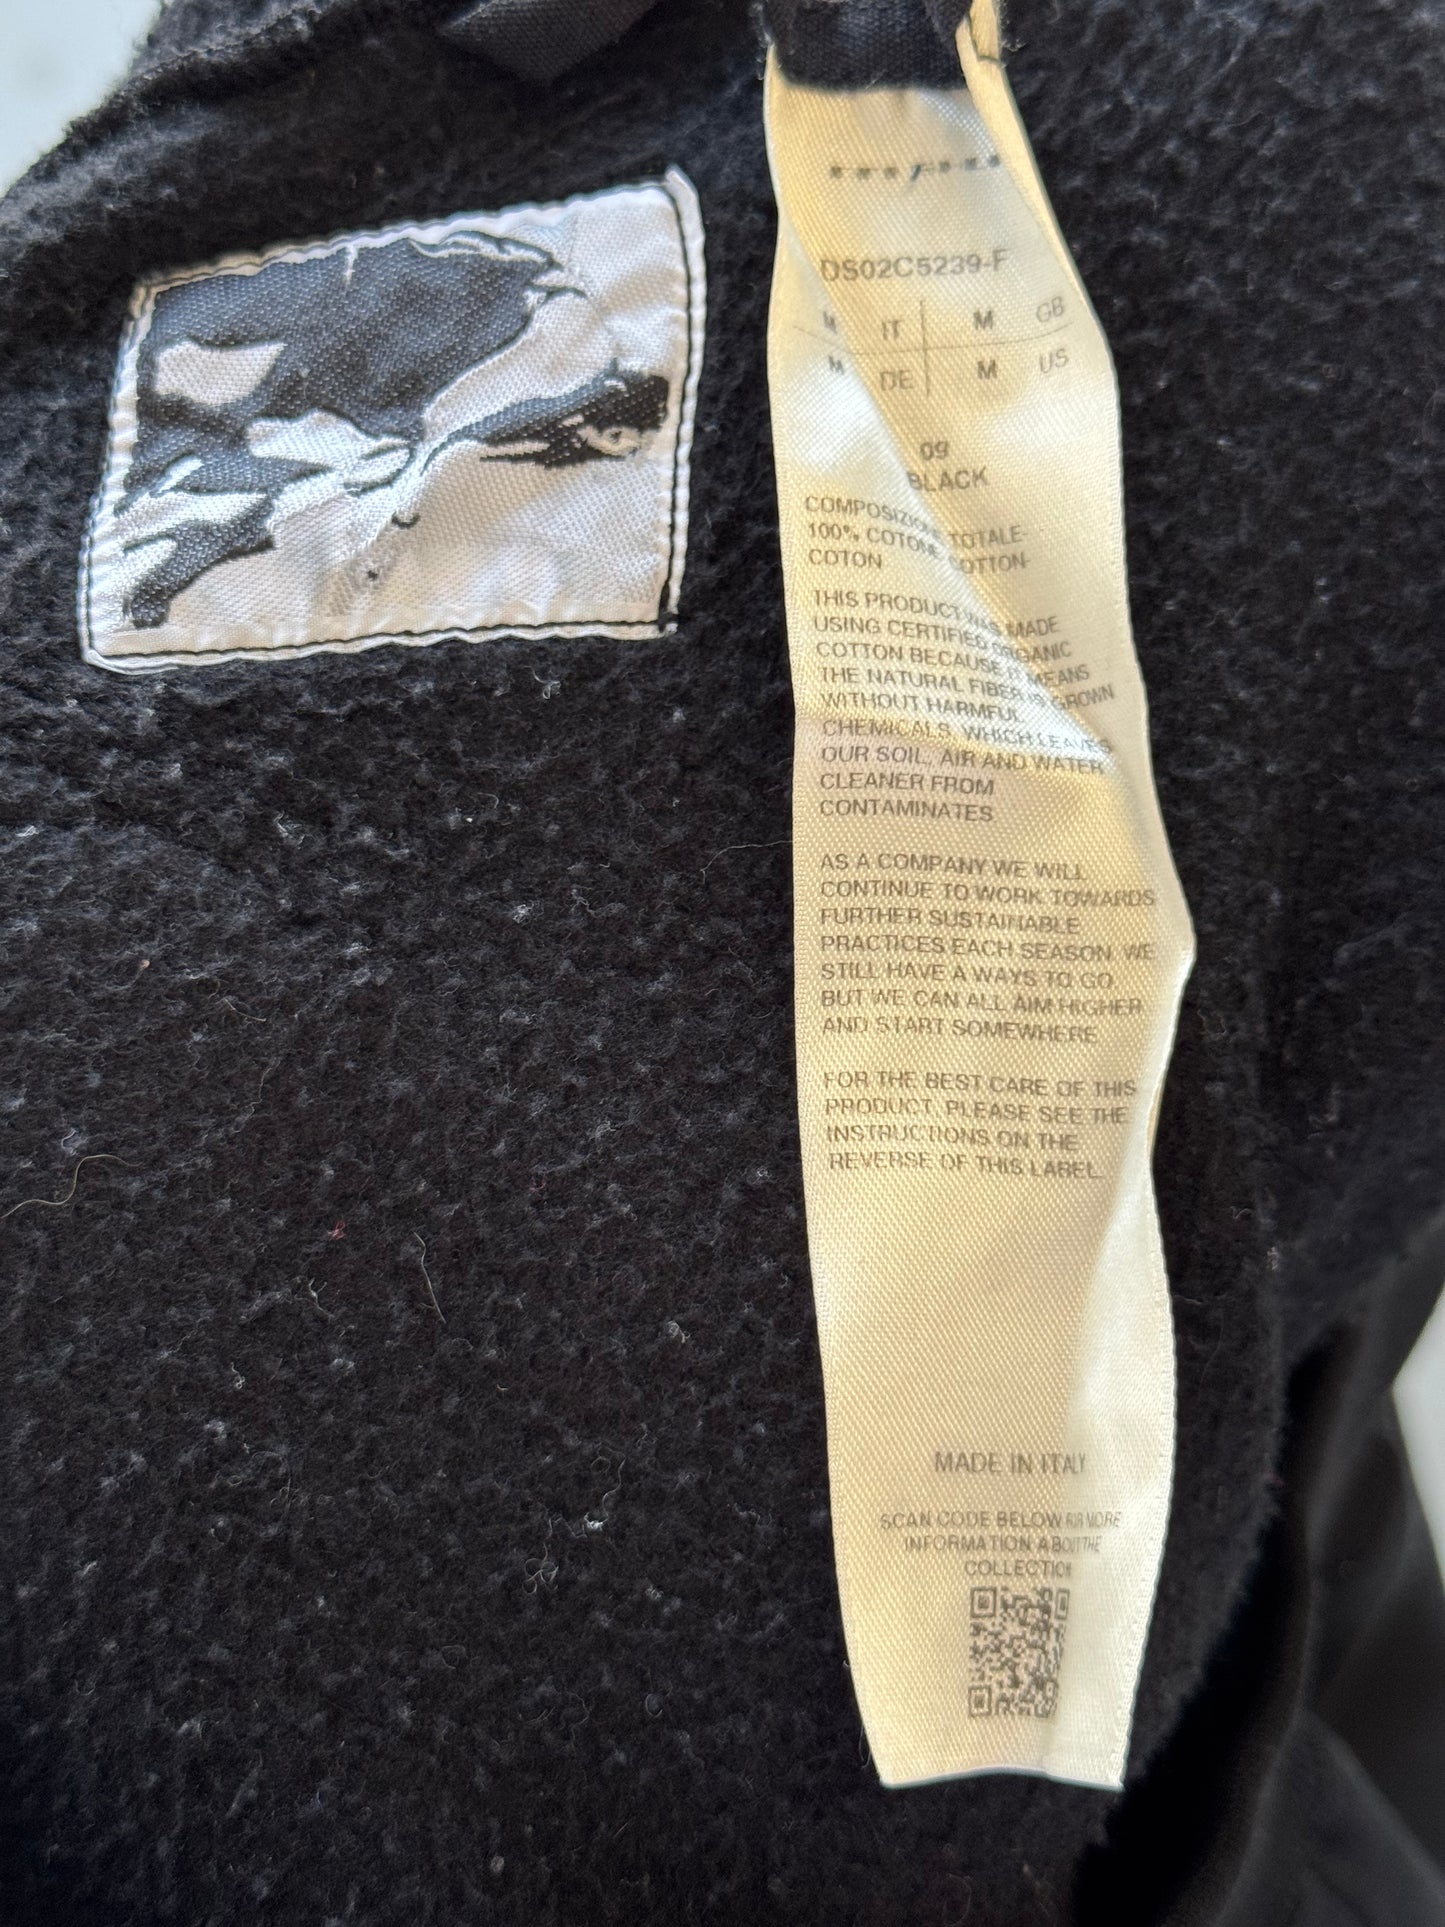 DS02C5239-F
M IT M GB
M DE M US
09
BLACK
COMPOSIZIONE TOTALE-
100% COTONE COTTON-
COTON
THIS PRODUCT WAS MADE
USING CERTIFIED ORGANIC
COTTON BECAUSE IT MEANS
THE NATURAL FIBER IS GROWN
WITHOUT HARMFUL
CHEMICALS, WHICH LEAVES
OUR SOIL, AIR AND WATER
CLEANER FROM
CONTAMINATES.
AS A COMPANY WE WILL
CONTINUE TO WORK TOWARDS
FURTHER SUSTAINABLE
PRACTICES EACH SEASON. WE
STILL HAVE A WAYS TO GO
BUT WE CAN ALL AIM HIGHER
AND START SOMEWHERE
FOR THE BEST CARE OF THIS
PRODUCT, PLEASE SEE THE
INSTRUCTIONS ON THE
REVERSE OF THIS LABEL.
MADE IN ITALY
SCAN CODE BELOW FOR MORE
INFORMATION ABOUT THE
COLLECTION